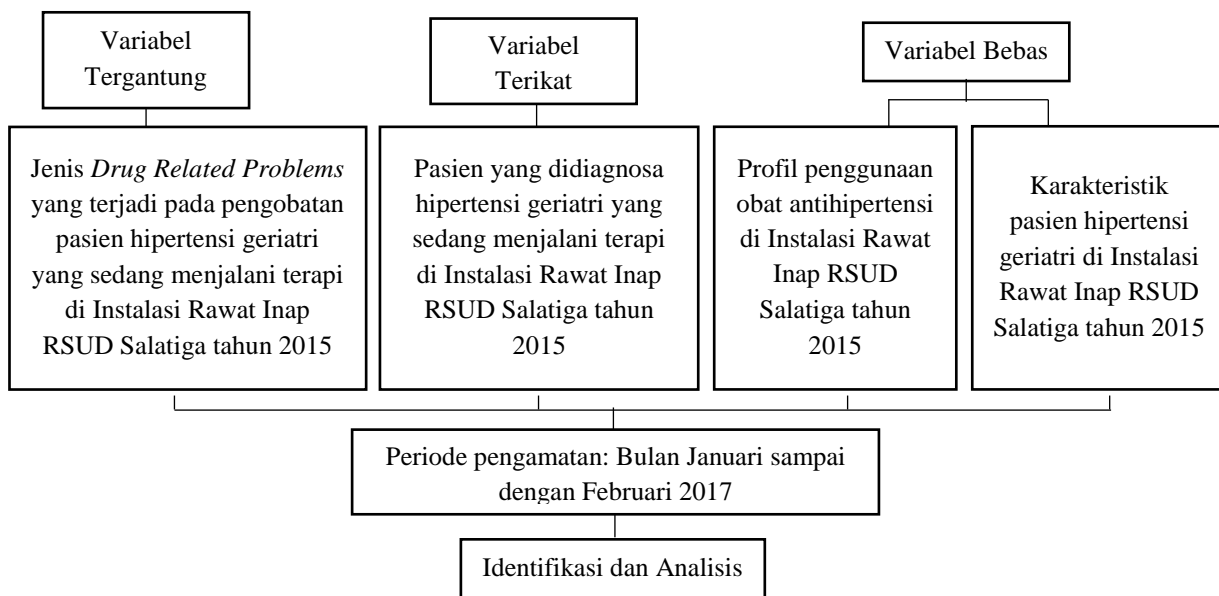 Variabel
Tergantung
Variabel
Terikat
Variabel Bebas
Jenis Drug Related Problems
yang terjadi pada pengobatan
pasien hipertensi geriatri
yang sedang menjalani terapi
di Instalasi Rawat Inap
RSUD Salatiga tahun 2015
Pasien yang didiagnosa
hipertensi geriatri yang
sedang menjalani terapi
di Instalasi Rawat Inap
RSUD Salatiga tahun
2015
Profil penggunaan
obat antihipertensi
di Instalasi Rawat
Inap RSUD
Salatiga tahun
2015
Karakteristik
pasien hipertensi
geriatri di Instalasi
Rawat Inap RSUD
Salatiga tahun 2015
Periode pengamatan: Bulan Januari sampai
dengan Februari 2017
Identifikasi dan Analisis